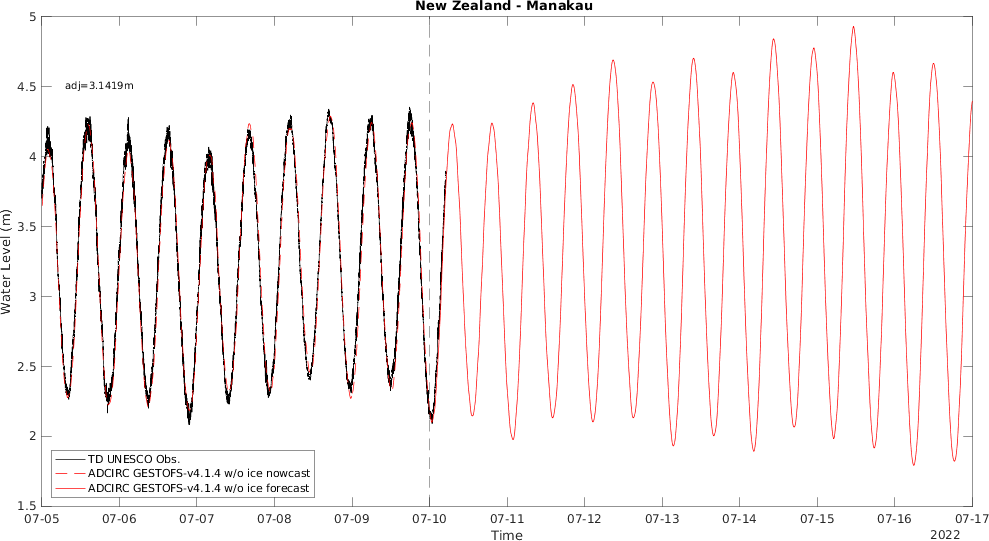 New Zealand - Manakau
5
4.5
4
3.5
3
2.5
2
1.5
Water Level (m)
adj=3.1419m
TD UNESCO Obs.
ADCIRC GESTOFS-v4.1.4 w/o ice nowcast
ADCIRC GESTOFS-v4.1.4 w/o ice forecast
07-05 07-06 07-07 07-08 07-09 07-10 07-11 07-12 07-13 07-14 07-15 07-16 07-17
Time
2022